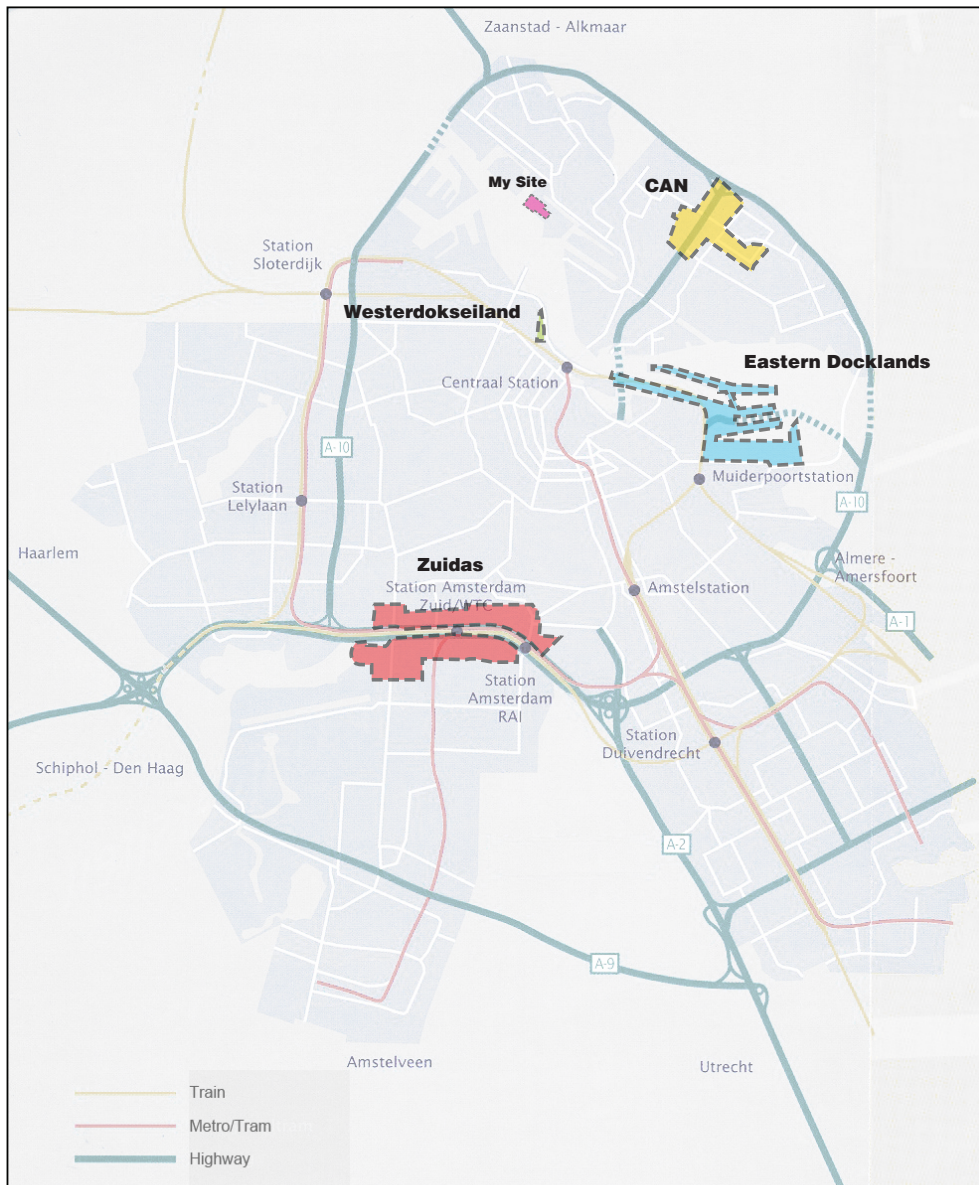 Zaanstad - Alkmaar
My Site
CAN
Station
Sloterdijk
Westerdokseiland
Eastern Docklands
Centraal Station
A-10
Muiderpoortstation
Station
Lelylaan
A-10
Haarlem
Zuidas
Station Amsterdam
Zuid/WTC
Amstelstation
Almere -
Amersfoort
A-1
Station
Amsterdam
RAI
Station
Duivendrecht
Schiphol - Den Haag
A-2
A-9
Amstelveen
Utrecht
Train
Metro/Tram
Highway